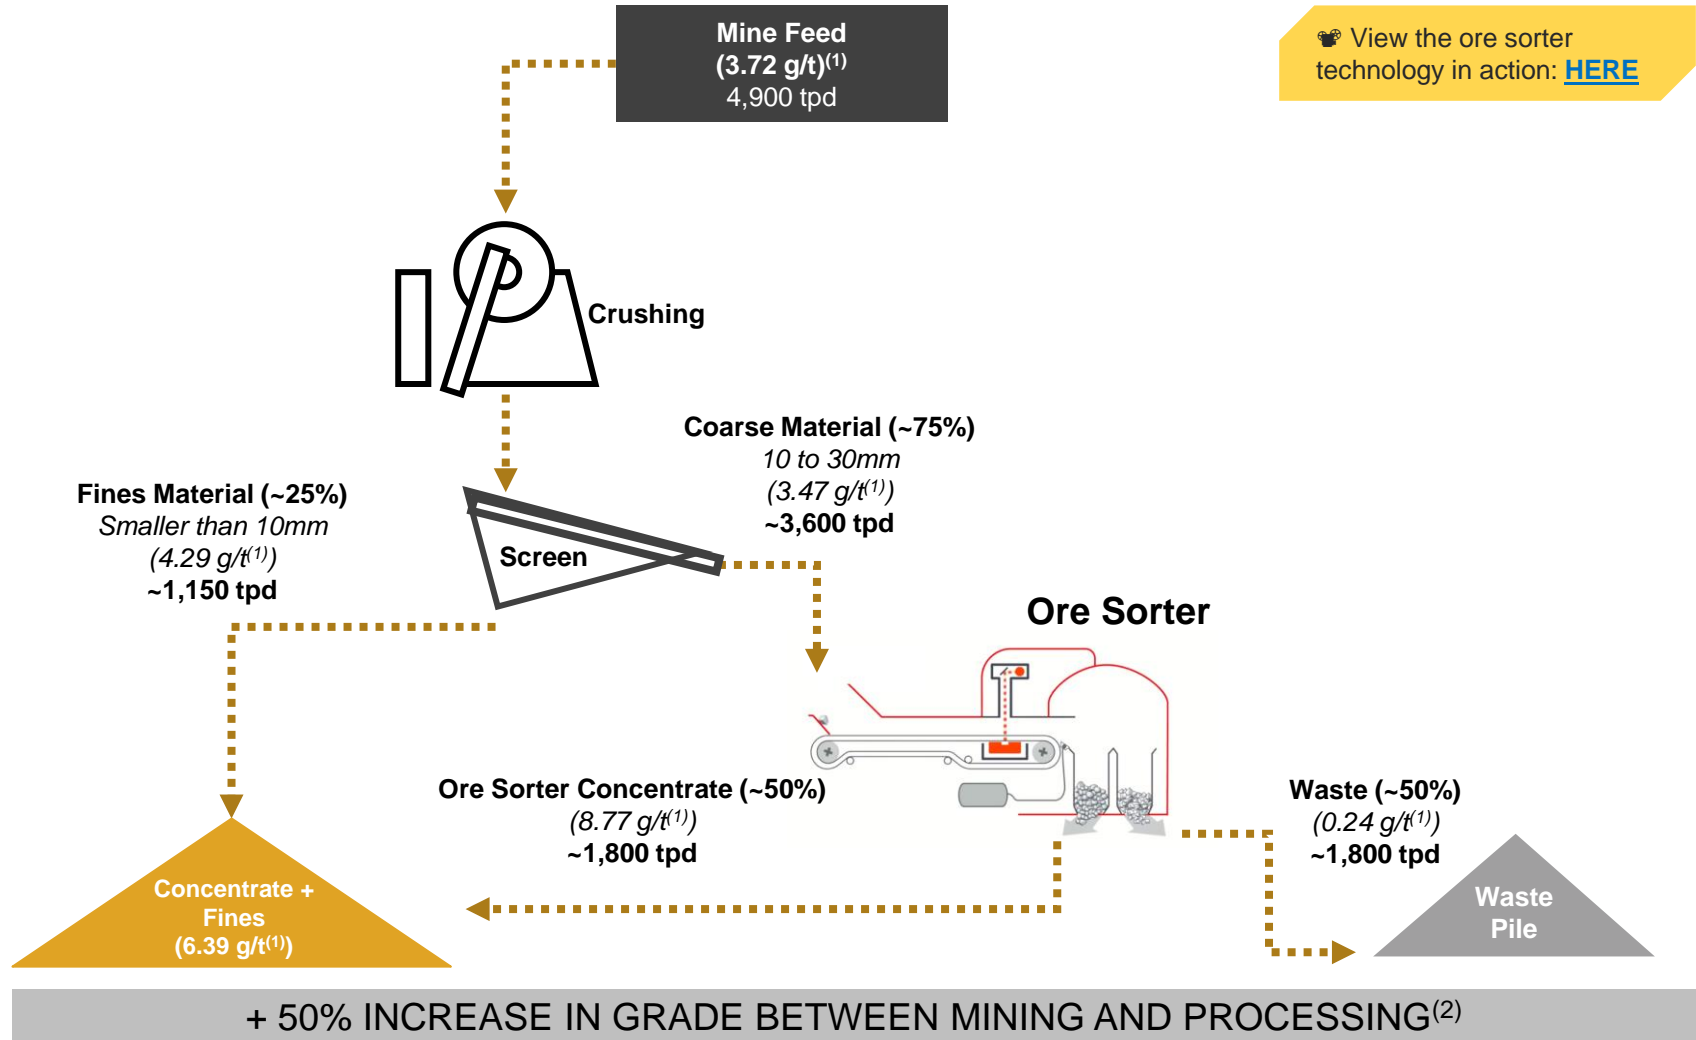 Mine Feed
(3.72 g/t)(1)
4,900 tpd
📽 View the ore sorter
technology in action: HERE
Crushing
Coarse Material (~75%)
10 to 30mm
(3.47 g/t(1))
~3,600 tpd
Fines Material (~25%)
Smaller than 10mm
(4.29 g/t(1))
~1,150 tpd
Screen
Ore Sorter
Ore Sorter Concentrate (~50%)
(8.77 g/t(1))
~1,800 tpd
Waste (~50%)
(0.24 g/t(1))
~1,800 tpd
Concentrate +
Fines
(6.39 g/t(1))
Waste
Pile
+ 50% INCREASE IN GRADE BETWEEN MINING AND PROCESSING(2)